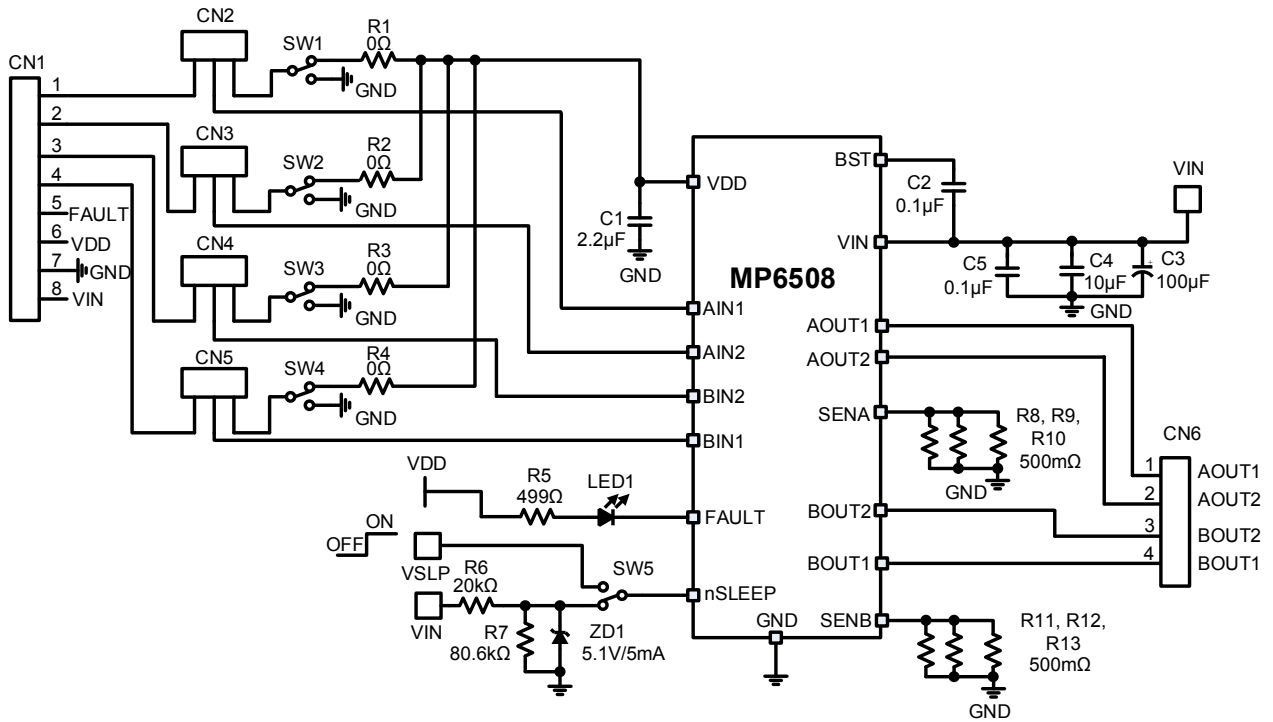 CN2
R1
0Ω
SW1
GND
CN1
1
2
3
4
5
FAULT
6
VDD
7
GND
8
VIN
CN3
R2
0Ω
SW2
GND
CN4
R3
0Ω
SW3
GND
CN5
R4
0Ω
SW4
GND
C1
2.2µF
GND
MP6508
VDD
AIN1
AIN2
BIN2
BIN1
FAULT
nSLEEP
GND
BST
VIN
AOUT1
AOUT2
SENA
BOUT2
BOUT1
SENB
C2
0.1µF
VIN
C5
0.1µF
C4
10µF
C3
100µF
+
GND
R8, R9,
R10
500mΩ
GND
CN6
1
AOUT1
2
AOUT2
3
BOUT2
4
BOUT1
R11, R12,
R13
500mΩ
GND
VDD
R5
499Ω
LED1
ON
OFF
VSLP
R6
20kΩ
VIN
R7
80.6kΩ
ZD1
5.1V/5mA
SW5